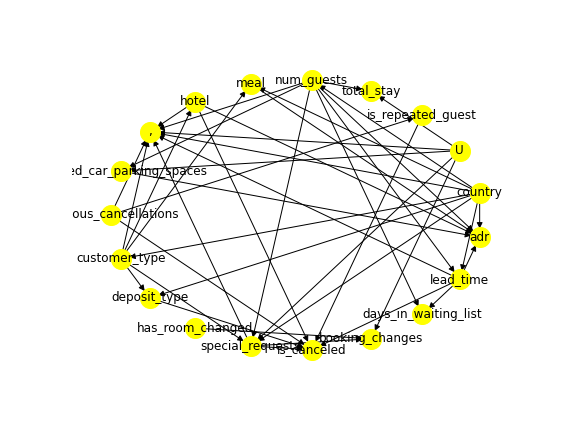 num_guests
meal
total_stay
hotel
is_repeated_guest
,
U
ed_car_parking_spaces
country
ous_cancellations
adr
customer_type
lead_time
deposit_type
days_in_waiting_list
has_room_changed
booking_changes
special_requests
is_canceled